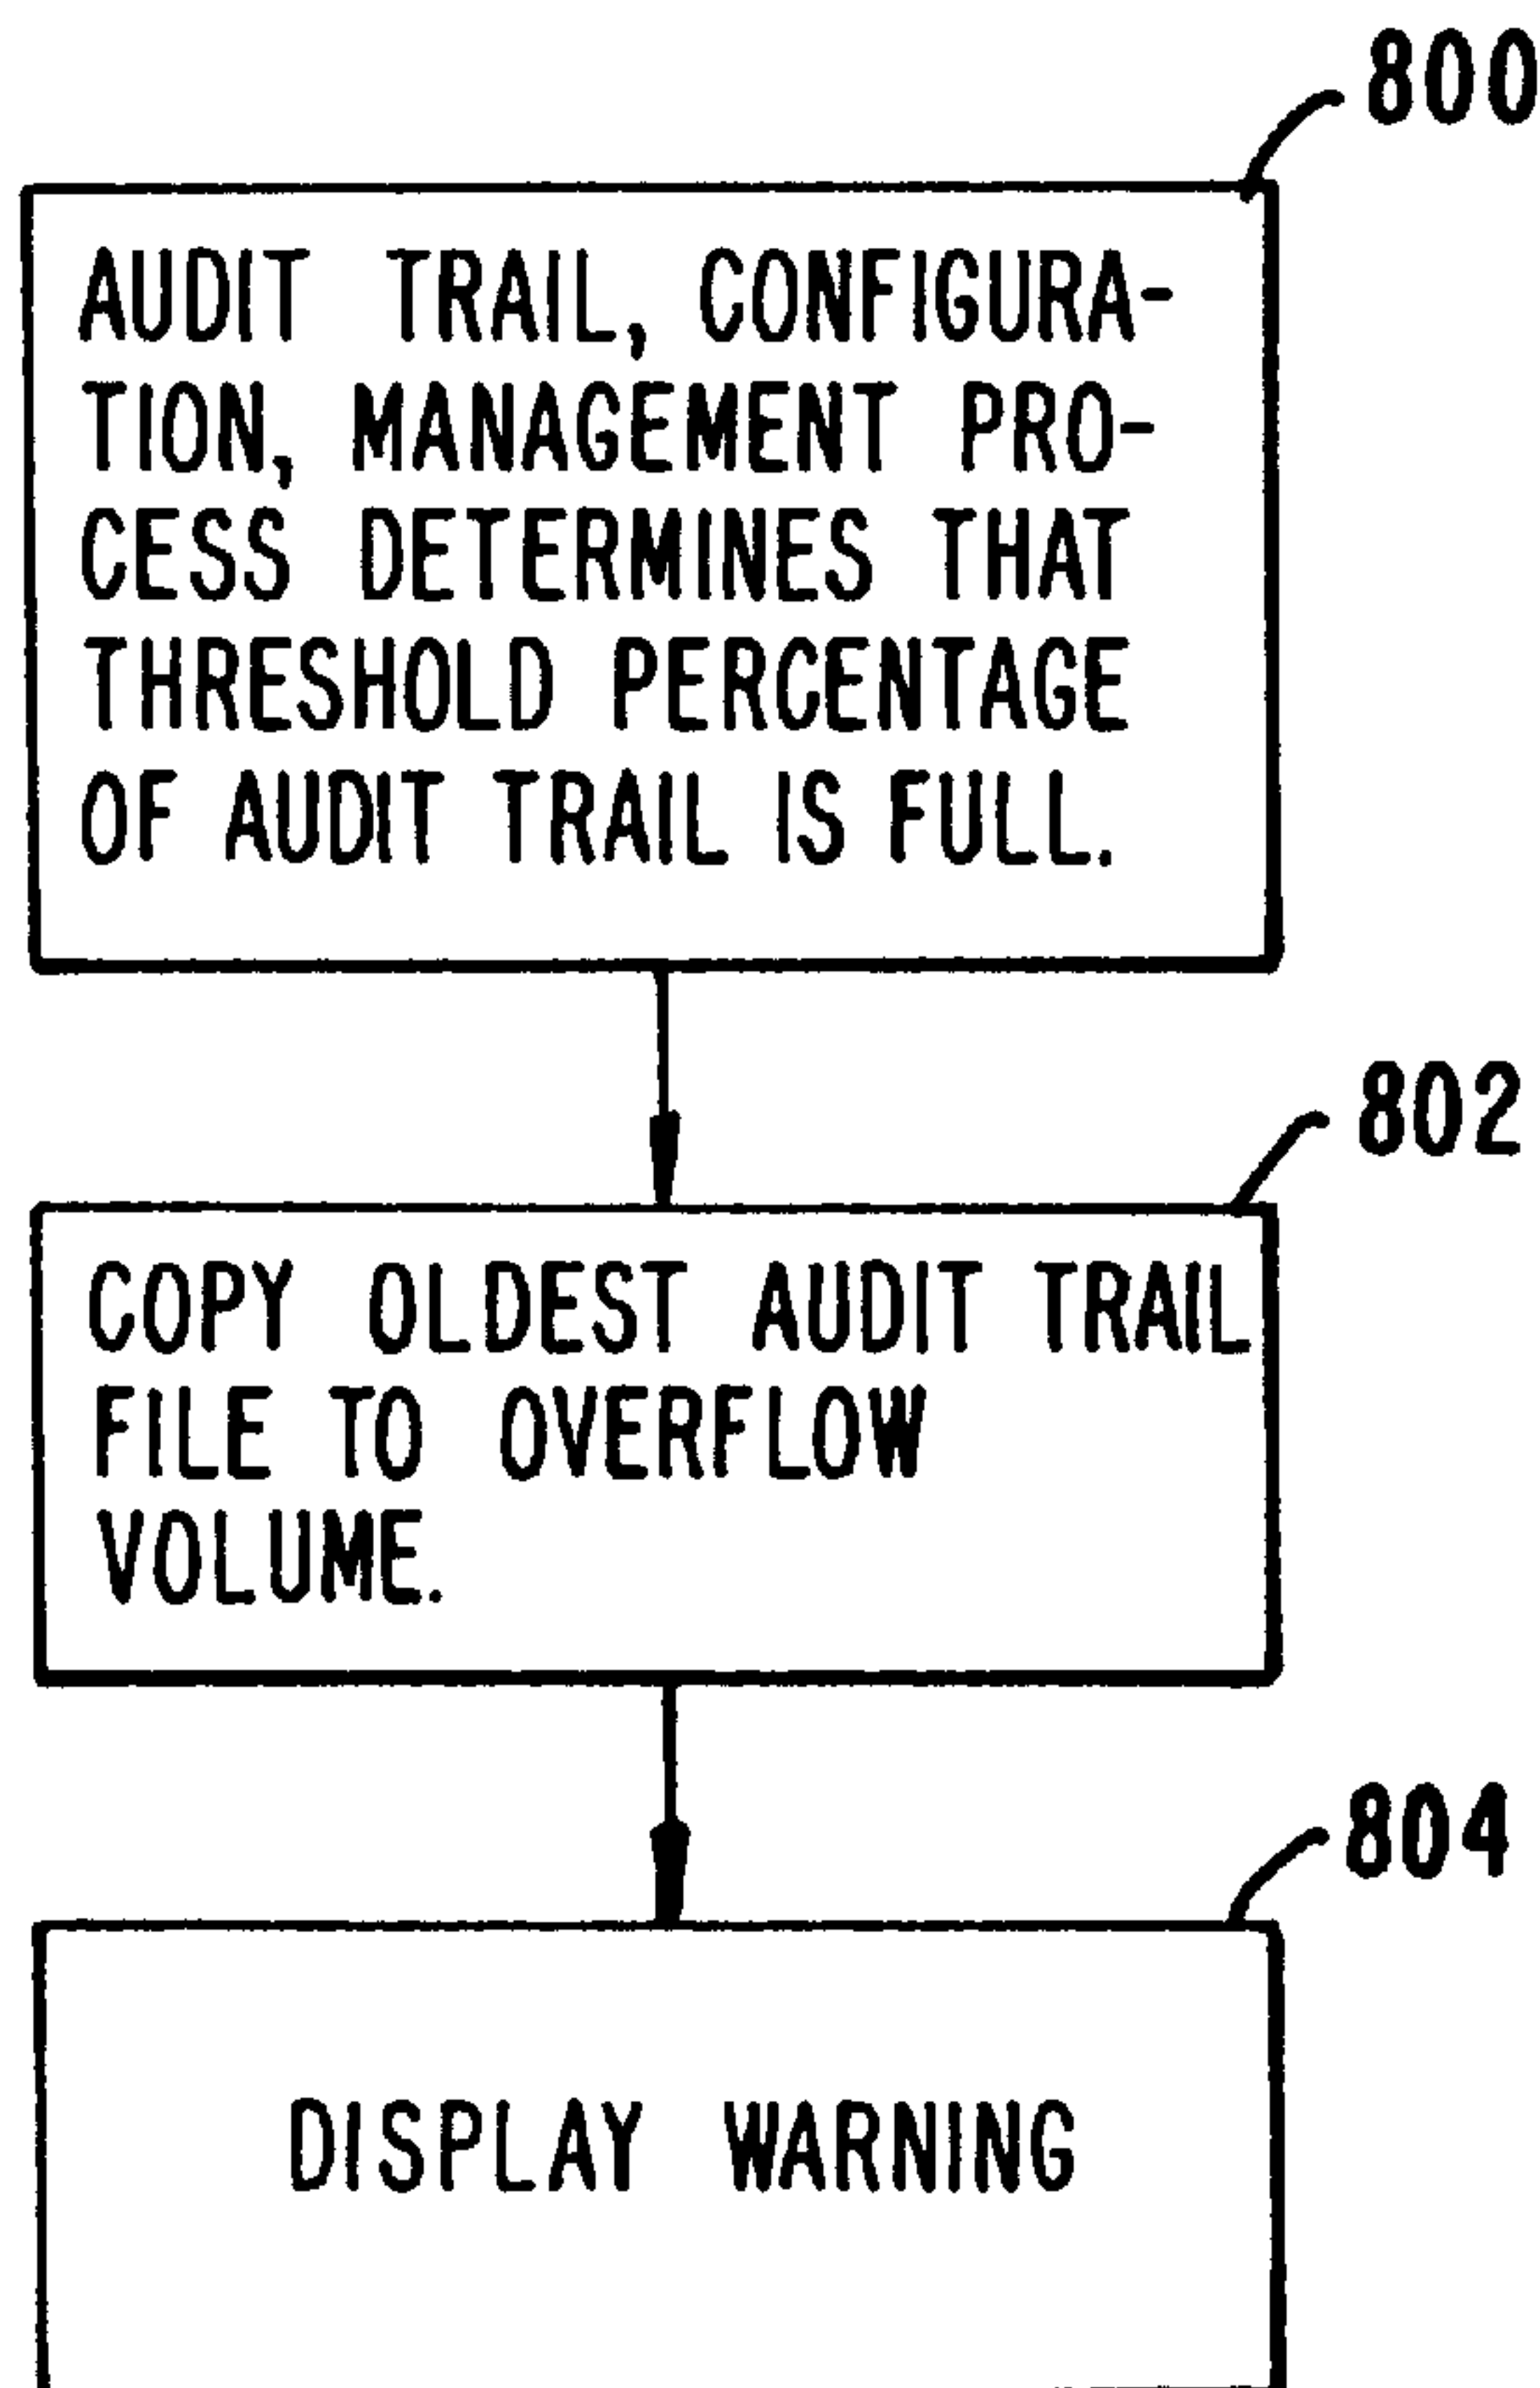 800
AUDIT TRAIL, CONFIGURA-
TION, MANAGEMENT PRO-
CESS DETERMINES THAT
THRESHOLD PERCENTAGE
OF AUDIT TRAIL IS FULL.
802
COPY OLDEST AUDIT TRAIL
FILE TO OVERFLOW
VOLUME.
804
DISPLAY WARNING